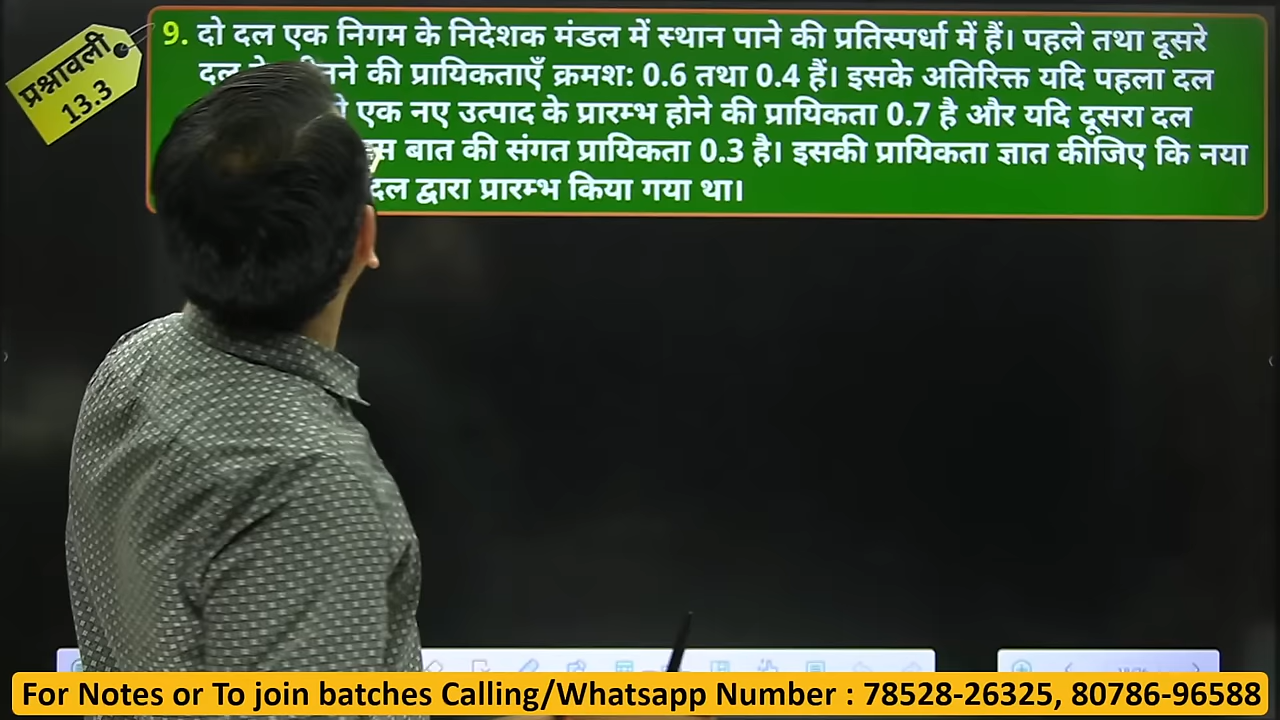 प्रश्नावली
13.3
9. दो दल एक निगम के निदेशक मंडल में स्थान पाने की प्रतिस्पर्धा में हैं। पहले तथा दूसरे
दल की प्रायिकताएँ क्रमश: 0.6 तथा 0.4 हैं। इसके अतिरिक्त यदि पहला दल
एक नए उत्पाद के प्रारम्भ होने की प्रायिकता 0.7 है और यदि दूसरा दल
बात की संगत प्रायिकता 0.3 है। इसकी प्रायिकता ज्ञात कीजिए कि नया
दल द्वारा प्रारम्भ किया गया था।
For Notes or To join batches Calling/Whatsapp Number : 78528-26325, 80786-96588